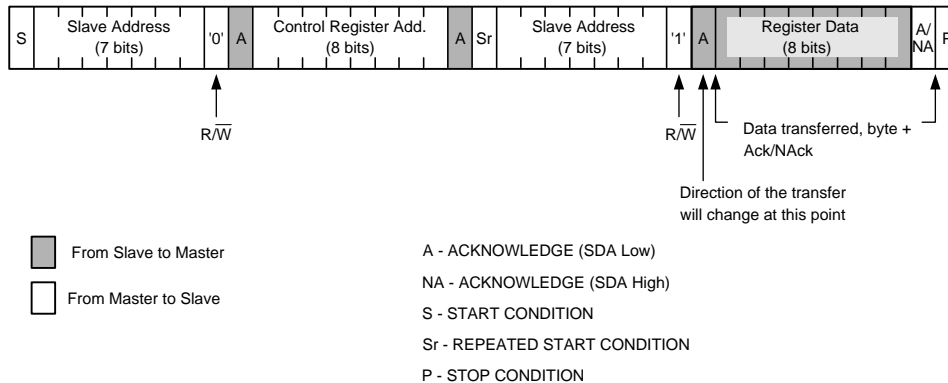 S Slave Address (7 bits) '0' A Control Register Add. (8 bits) A Sr Slave Address (7 bits) '1' A Register Data (8 bits) A/NA P
R/W̅
R/W̅
Data transferred, byte +
Ack/NAck
Direction of the transfer
will change at this point
From Slave to Master
From Master to Slave
A - ACKNOWLEDGE (SDA Low)
NA - ACKNOWLEDGE (SDA High)
S - START CONDITION
Sr - REPEATED START CONDITION
P - STOP CONDITION